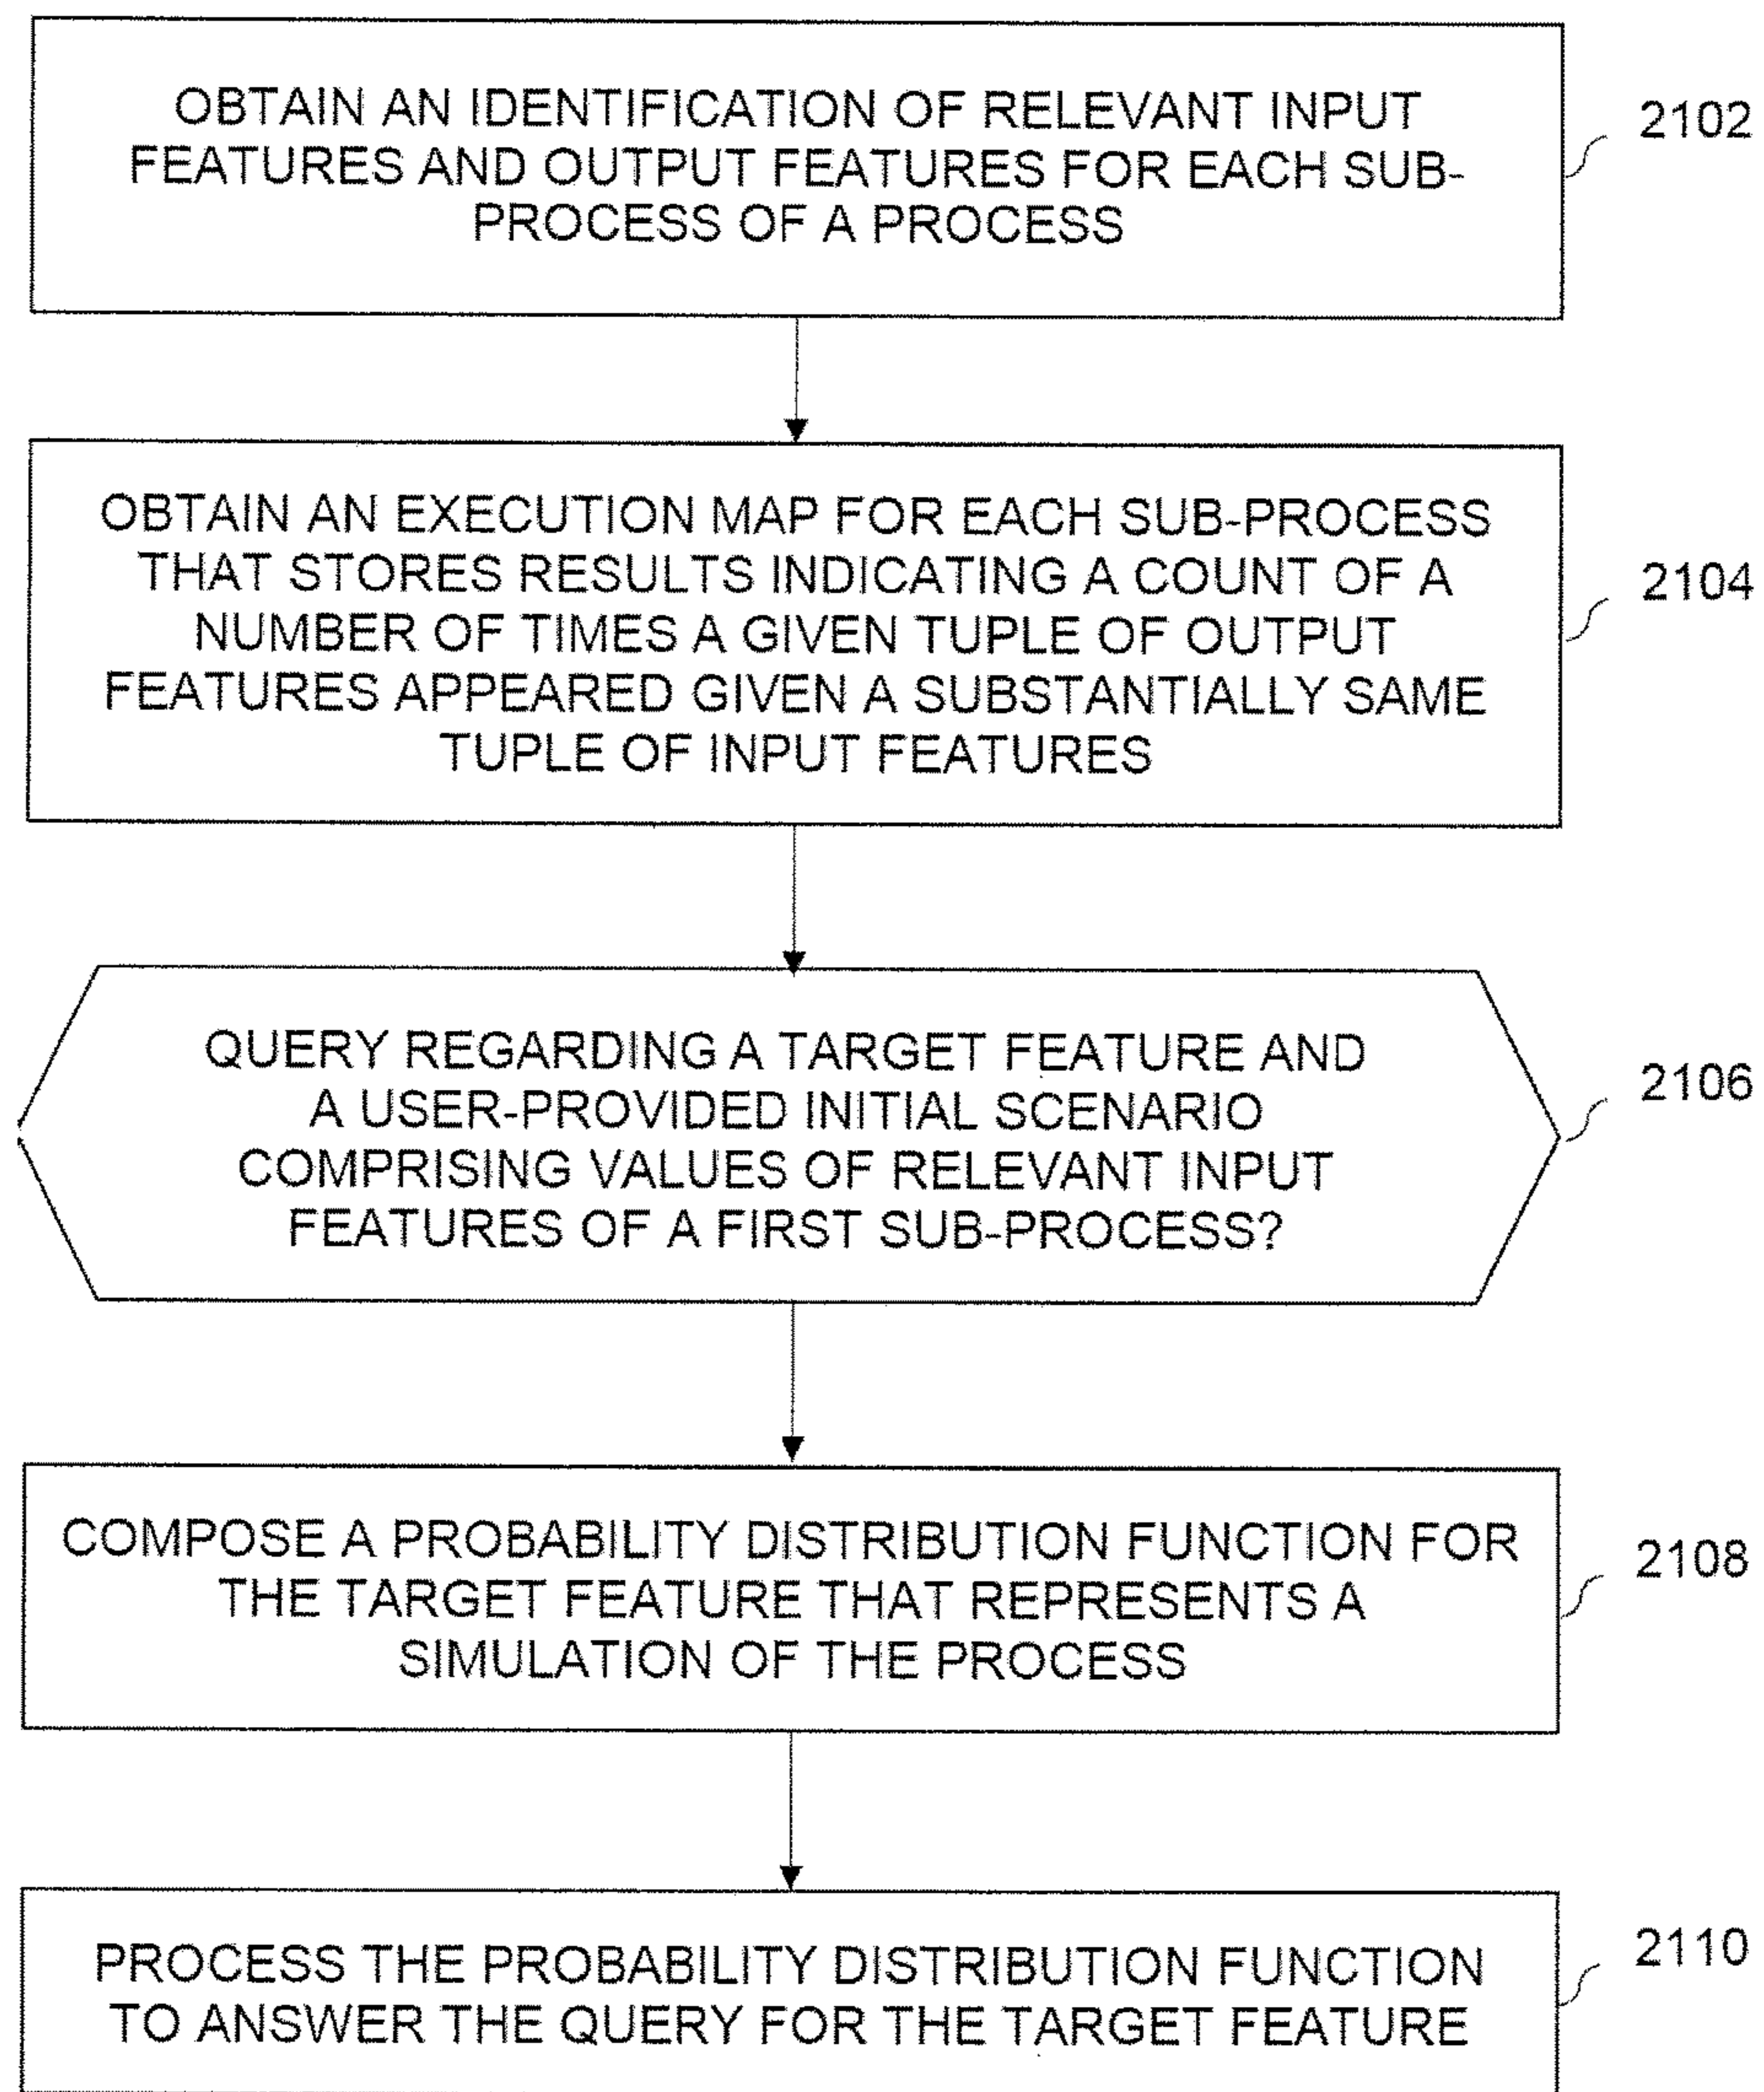 OBTAIN AN IDENTIFICATION OF RELEVANT INPUT
FEATURES AND OUTPUT FEATURES FOR EACH SUB-
PROCESS OF A PROCESS
2102
OBTAIN AN EXECUTION MAP FOR EACH SUB-PROCESS
THAT STORES RESULTS INDICATING A COUNT OF A
NUMBER OF TIMES A GIVEN TUPLE OF OUTPUT
FEATURES APPEARED GIVEN A SUBSTANTIALLY SAME
TUPLE OF INPUT FEATURES
2104
QUERY REGARDING A TARGET FEATURE AND
A USER-PROVIDED INITIAL SCENARIO
COMPRISING VALUES OF RELEVANT INPUT
FEATURES OF A FIRST SUB-PROCESS?
2106
COMPOSE A PROBABILITY DISTRIBUTION FUNCTION FOR
THE TARGET FEATURE THAT REPRESENTS A
SIMULATION OF THE PROCESS
2108
PROCESS THE PROBABILITY DISTRIBUTION FUNCTION
TO ANSWER THE QUERY FOR THE TARGET FEATURE
2110